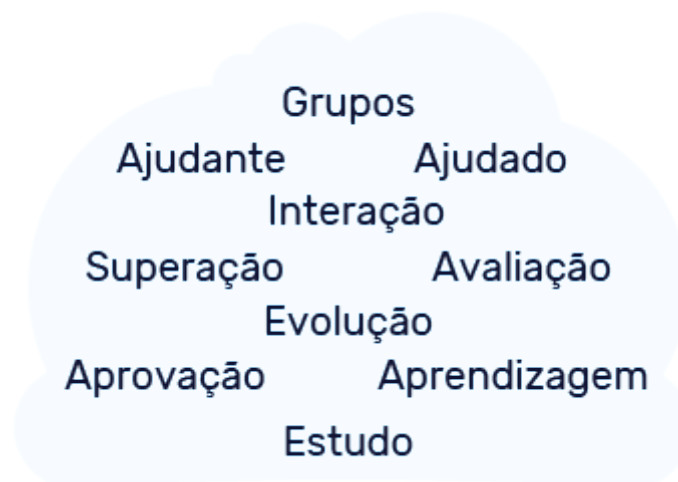 Grupos
Ajudante Ajudado
Interação
Superação Avaliação
Evolução
Aprovação Aprendizagem
Estudo